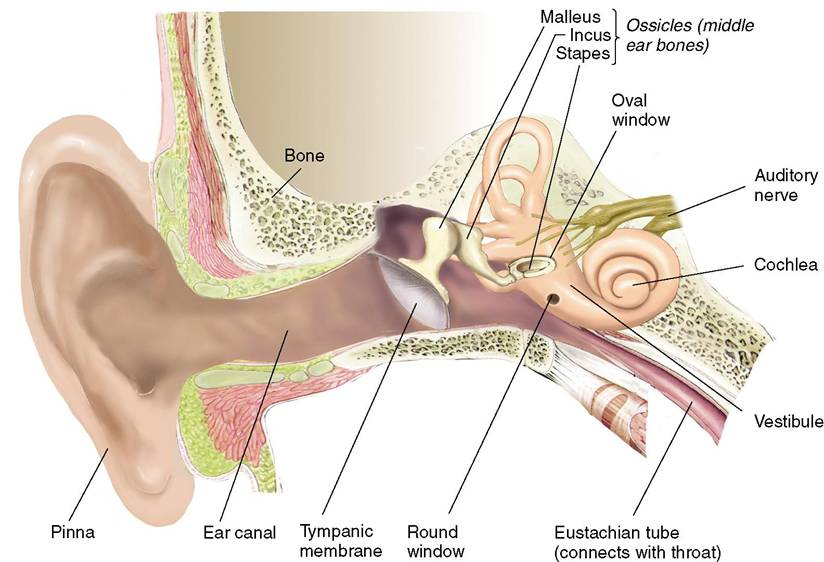 Malleus
Incus
Stapes
Ossicles (middle
ear bones)
Oval
window
Bone
Auditory
nerve
Cochlea
Vestibule
Pinna
Ear canal
Tympanic
membrane
Round
window
Eustachian tube
(connects with throat)